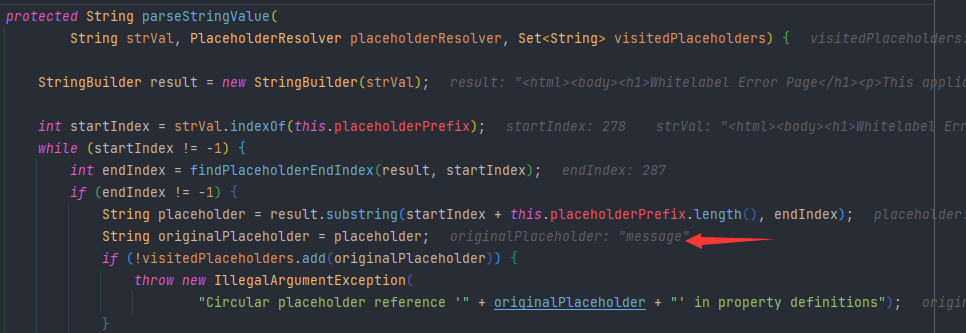 protected String parseStringValue(
String strVal, PlaceholderResolver placeholderResolver, Set<String> visitedPlaceholders) { visitedPlaceholders:
StringBuilder result = new StringBuilder(strVal); result: "<html><body><h1>Whitelabel Error Page</h1><p>This applic
int startIndex = strVal.indexOf(this.placeholderPrefix); startIndex: 278 strVal: "<html><body><h1>Whitelabel Err
while (startIndex != -1) {
int endIndex = findPlaceholderEndIndex(result, startIndex); endIndex: 287
if (endIndex != -1) {
String placeholder = result.substring(startIndex + this.placeholderPrefix.length(), endIndex); placeholder:
String originalPlaceholder = placeholder; originalPlaceholder: "message"
if (!visitedPlaceholders.add(originalPlaceholder)) {
throw new IllegalArgumentException(
"Circular placeholder reference '" + originalPlaceholder + "' in property definitions"); origin
}